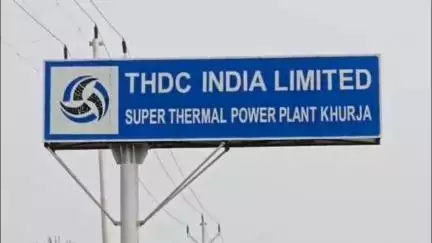 THDC INDIA LIMITED
SUPER THERMAL POWER PLANT KHURJA